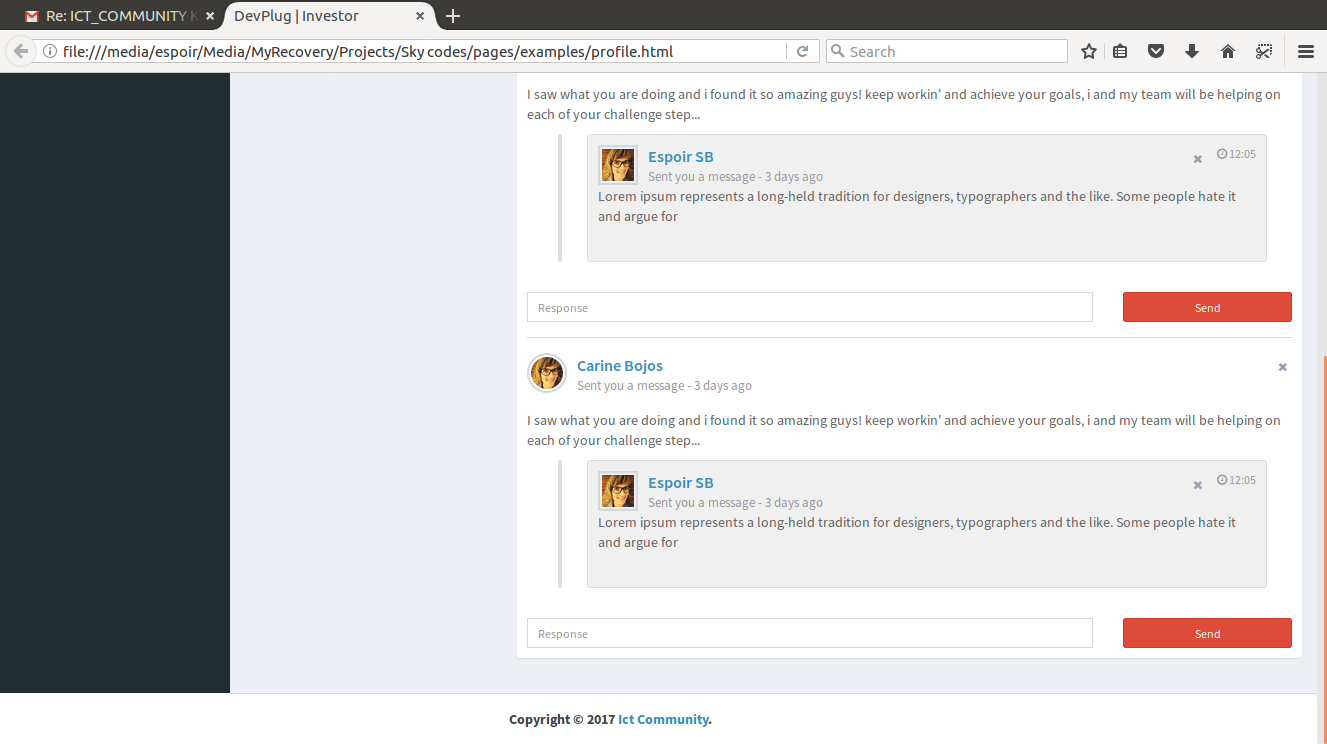 Re: ICT_COMMUNITY
DevPlug | Investor
file:///media/espoir/Media/MyRecovery/Projects/Sky codes/pages/examples/profile.html
Search
I saw what you are doing and i found it so amazing guys! keep workin' and achieve your goals, i and my team will be helping on
each of your challenge step...
Espoir SB
12:05
Sent you a message - 3 days ago
Lorem ipsum represents a long-held tradition for designers, typographers and the like. Some people hate it
and argue for
Response
Send
Carine Bojos
Sent you a message - 3 days ago
I saw what you are doing and i found it so amazing guys! keep workin' and achieve your goals, i and my team will be helping on
each of your challenge step...
Espoir SB
12:05
Sent you a message - 3 days ago
Lorem ipsum represents a long-held tradition for designers, typographers and the like. Some people hate it
and argue for
Response
Send
Copyright © 2017 Ict Community.